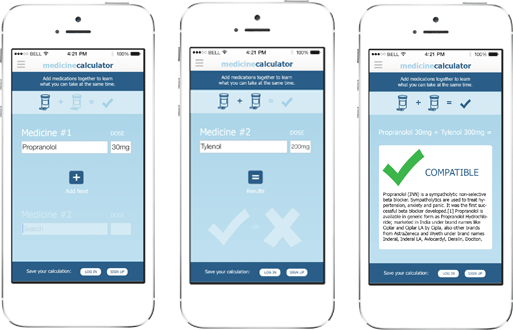 BELL 4:21 PM 100%
medicinecalculator
Add medications together to learn
what you can take at the same time.
+ =
Medicine #1 DOSE
Propranolol 30mg
Add Next
Medicine #2
Search
Save your calculation: LOG IN SIGN UP
BELL 4:21 PM 100%
medicinecalculator
Add medications together to learn
what you can take at the same time.
+ =
Medicine #2 DOSE
Tylenol 200mg
=
Results
Save your calculation: LOG IN SIGN UP
BELL 4:21 PM 100%
medicinecalculator
Add medications together to learn
what you can take at the same time.
+ =
Propranolol 30mg + Tylenol 300mg =
COMPATIBLE
Propranolol (INN) is a sympatholytic non-selective
beta blocker. Sympatholytics are used to treat hy-
pertension, anxiety and panic. It was the first suc-
cessful beta blocker developed.[1] Propranolol is
available in generic form as Propranolol Hydrochlo-
ride; marketed in India under brand names like
Ciplar and Ciplar LA by Cipla, also other brands
from AstraZeneca and Wyeth under brand names
Inderal, Inderal LA, Avlocardyl, Deralin, Dociton,
Save your calculation: LOG IN SIGN UP